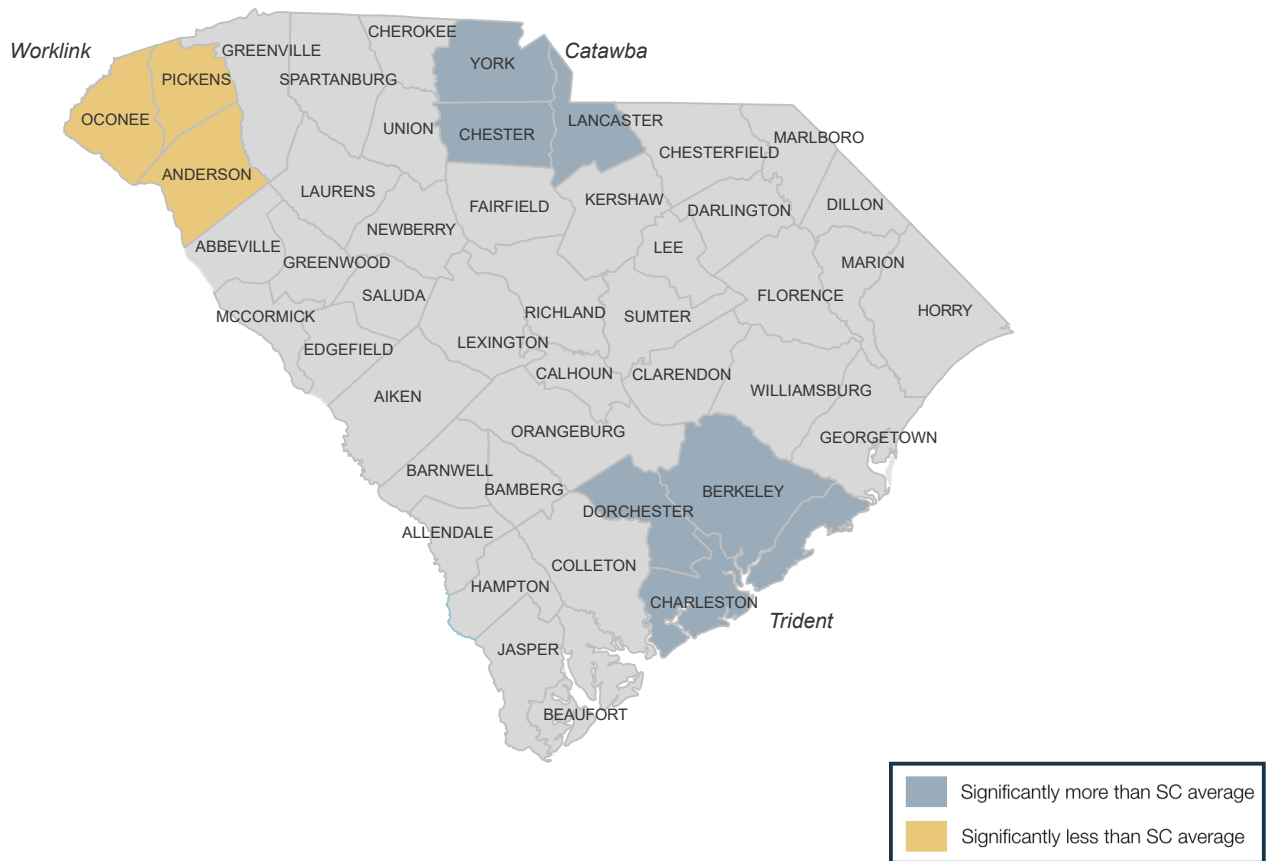 CHEROKEE
Worklink
GREENVILLE
Catawba
YORK
PICKENS
SPARTANBURG
OCONEE
LANCASTER
UNION
CHESTER
MARLBORO
CHESTERFIELD
ANDERSON
LAURENS
KERSHAW
FAIRFIELD
DARLINGTON
DILLON
NEWBERRY
ABBEVILLE
LEE
GREENWOOD
MARION
SALUDA
FLORENCE
MCCORMICK
RICHLAND
SUMTER
HORRY
EDGEFIELD
LEXINGTON
CALHOUN
CLARENDON
AIKEN
WILLIAMSBURG
ORANGEBURG
GEORGETOWN
BARNWELL
BAMBERG
BERKELEY
DORCHESTER
ALLENDALE
COLLETON
HAMPTON
CHARLESTON
Trident
JASPER
BEAUFORT
Significantly more than SC average
Significantly less than SC average